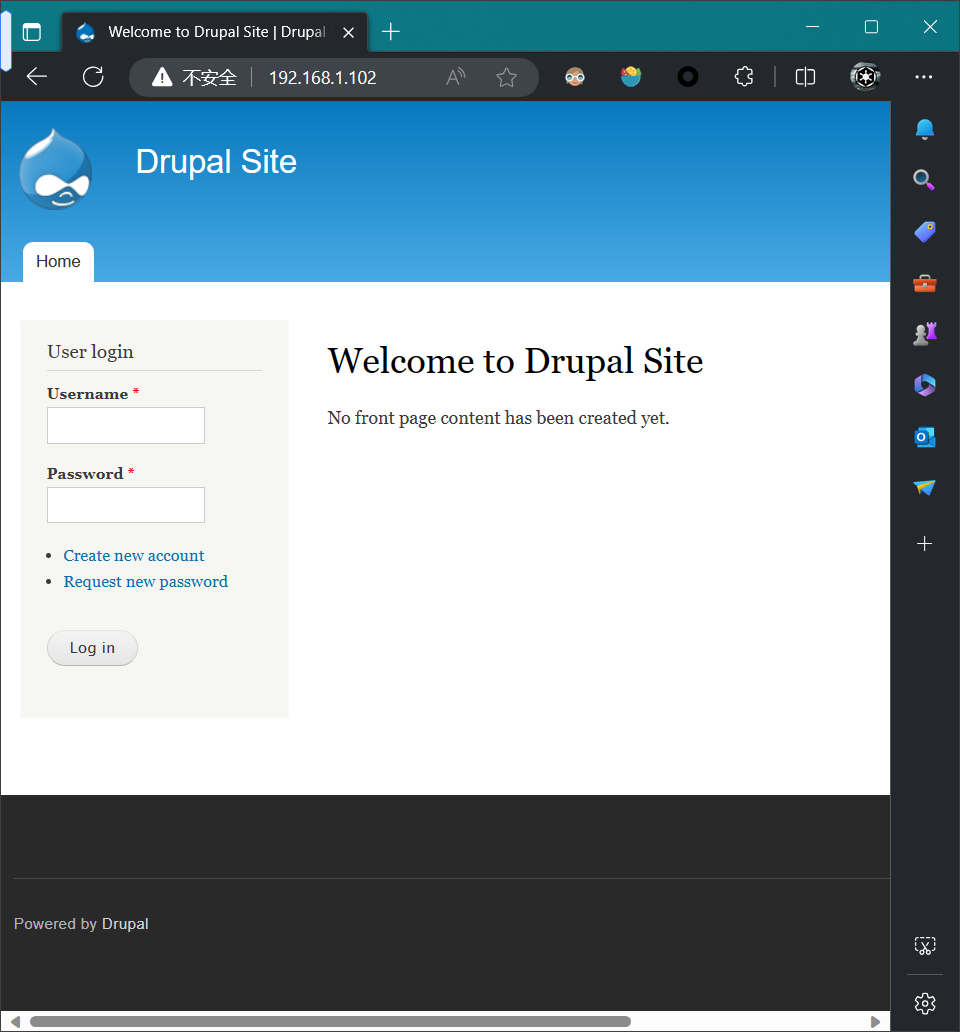 Welcome to Drupal Site | Drupal
不安全 192.168.1.102
Drupal Site
Home
User login
Username *
Password *
Create new account
Request new password
Log in
Welcome to Drupal Site
No front page content has been created yet.
Powered by Drupal